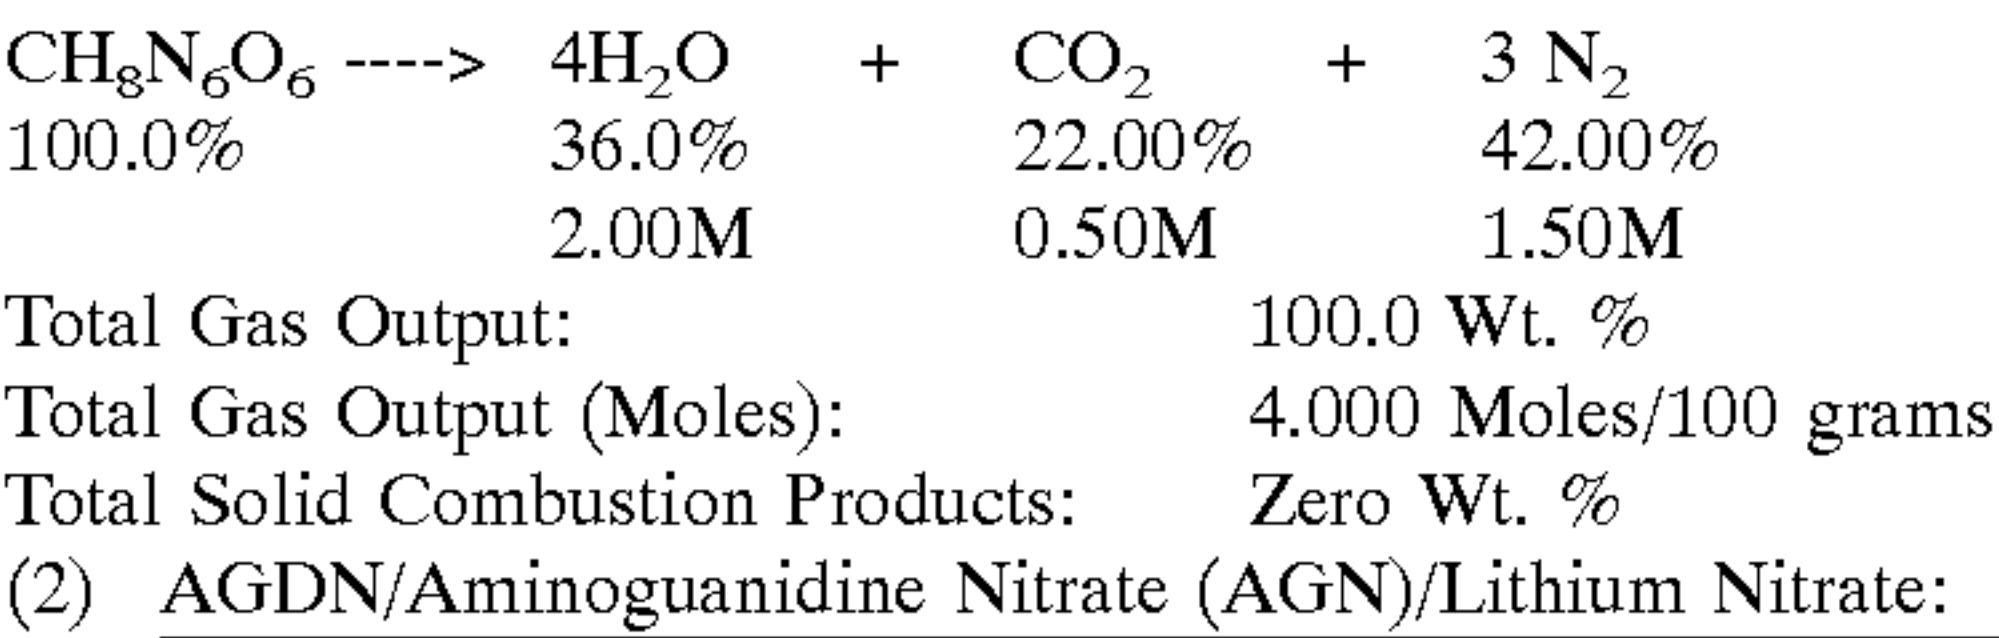 CH₈N₆O₆ ----> 4H₂O + CO₂ + 3 N₂
100.0% 36.0% 22.00% 42.00%
2.00M 0.50M 1.50M
Total Gas Output: 100.0 Wt. %
Total Gas Output (Moles): 4.000 Moles/100 grams
Total Solid Combustion Products: Zero Wt. %
(2) AGDN/Aminoguanidine Nitrate (AGN)/Lithium Nitrate: